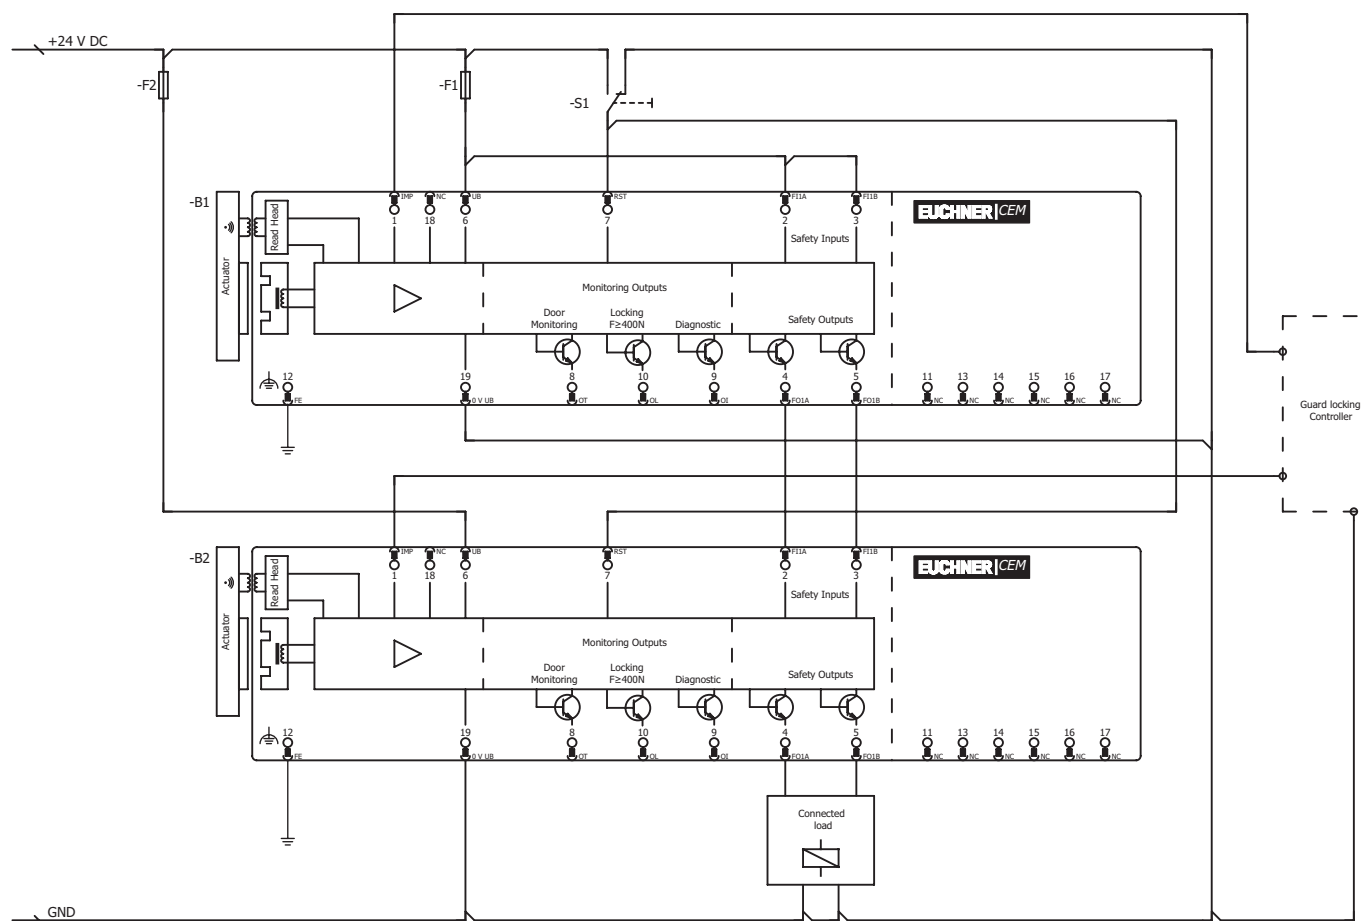 +24 V DC
-F2
-F1
-S1
-B1
IMP
NC
UB
RST
FI1A
FI1B
1
18
6
7
2
3
EUCHNER CEM
Read Head
Actuator
Safety Inputs
Monitoring Outputs
Door
Monitoring
Locking
F≥400N
Diagnostic
Safety Outputs
12
19
8
10
9
4
5
11
13
14
15
16
17
FE
0 V UB
OT
OL
OI
FO1A
FO1B
NC
NC
NC
NC
NC
NC
Guard locking
Controller
-B2
IMP
NC
UB
RST
FI1A
FI1B
1
18
6
7
2
3
EUCHNER CEM
Read Head
Actuator
Safety Inputs
Monitoring Outputs
Door
Monitoring
Locking
F≥400N
Diagnostic
Safety Outputs
12
19
8
10
9
4
5
11
13
14
15
16
17
FE
0 V UB
OT
OL
OI
FO1A
FO1B
NC
NC
NC
NC
NC
NC
Connected
load
GND